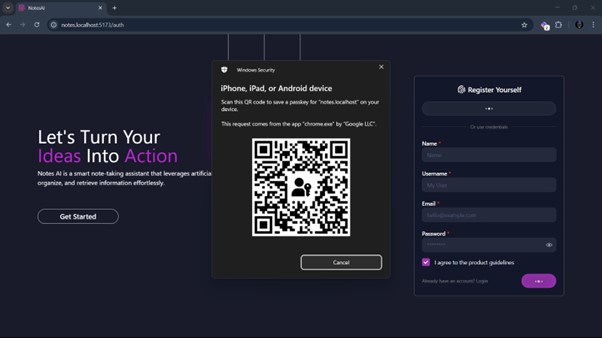 NotesAI
notes.localhost:5173/auth
Let's Turn Your
Ideas Into Action
Notes AI is a smart note-taking assistant that leverages artificial
organize, and retrieve information effortlessly.
Get Started
Windows Security
iPhone, iPad, or Android device
Scan this QR code to save a passkey for "notes.localhost" on your
device.
This request comes from the app "chrome.exe" by "Google LLC".
Cancel
Register Yourself
Or use credentials
Name *
Name
Username *
Email *
hello@example.com
Password *
I agree to the product guidelines
Already have an account? Login